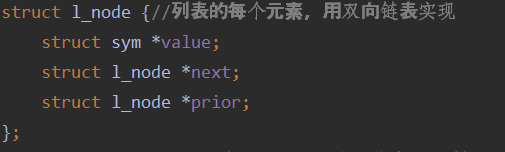 struct l_node {//列表的每个元素，用双向链表实现
    struct sym *value;
    struct l_node *next;
    struct l_node *prior;
};